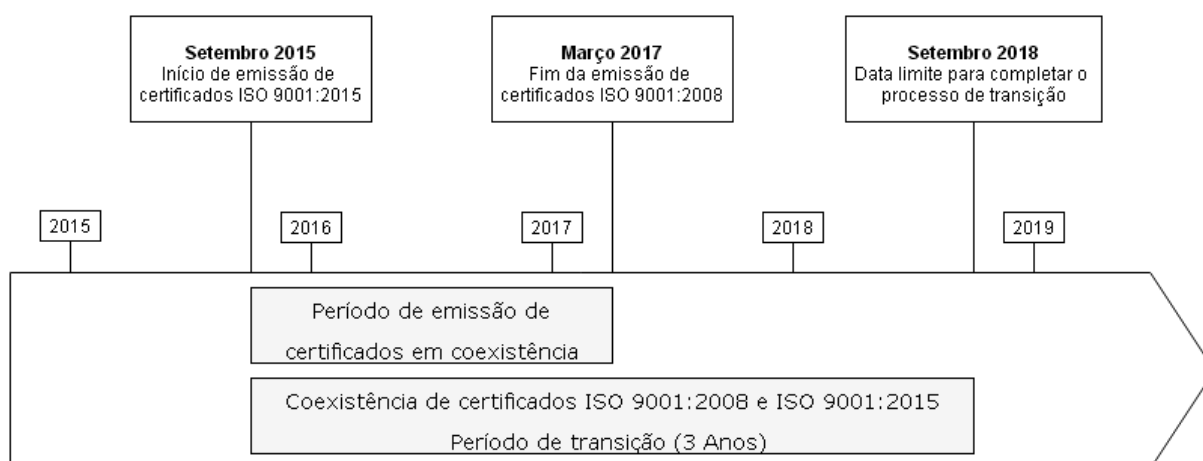 Setembro 2015
Início de emissão de
certificados ISO 9001:2015
Março 2017
Fim da emissão de
certificados ISO 9001:2008
Setembro 2018
Data limite para completar o
processo de transição
2015
2016
2017
2018
2019
Período de emissão de
certificados em coexistência
Coexistência de certificados ISO 9001:2008 e ISO 9001:2015
Período de transição (3 Anos)